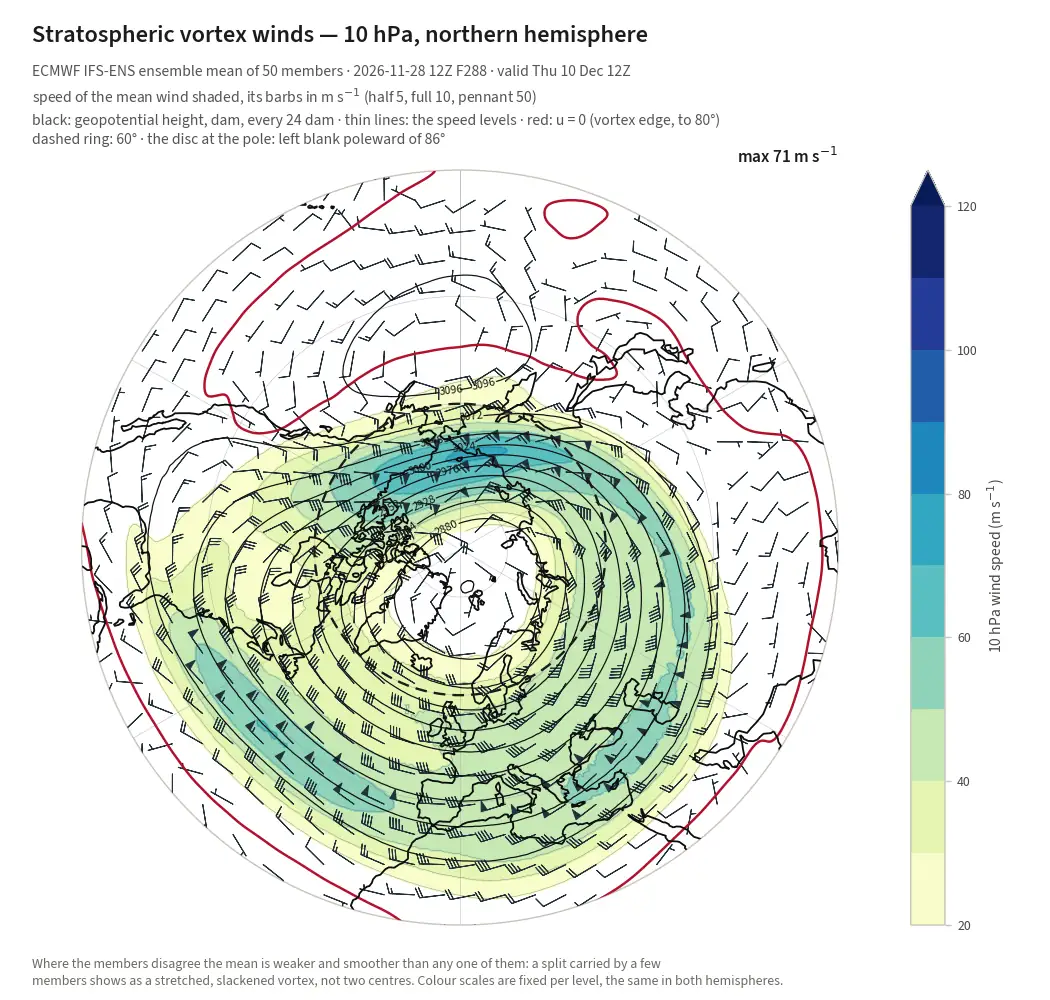 Stratospheric vortex winds — 10 hPa, northern hemisphere
ECMWF IFS-ENS ensemble mean of 50 members · 2026-11-28 12Z F288 · valid Thu 10 Dec 12Z
speed of the mean wind shaded, its barbs in m s⁻¹ (half 5, full 10, pennant 50)
black: geopotential height, dam, every 24 dam · thin lines: the speed levels · red: u = 0 (vortex edge, to 80°)
dashed ring: 60° · the disc at the pole: left blank poleward of 86°
max 71 m s⁻¹
120
100
80
60
40
20
10 hPa wind speed (m s⁻¹)
3096
3096
2976
2928
2880
Where the members disagree the mean is weaker and smoother than any one of them: a split carried by a few
members shows as a stretched, slackened vortex, not two centres. Colour scales are fixed per level, the same in both hemispheres.